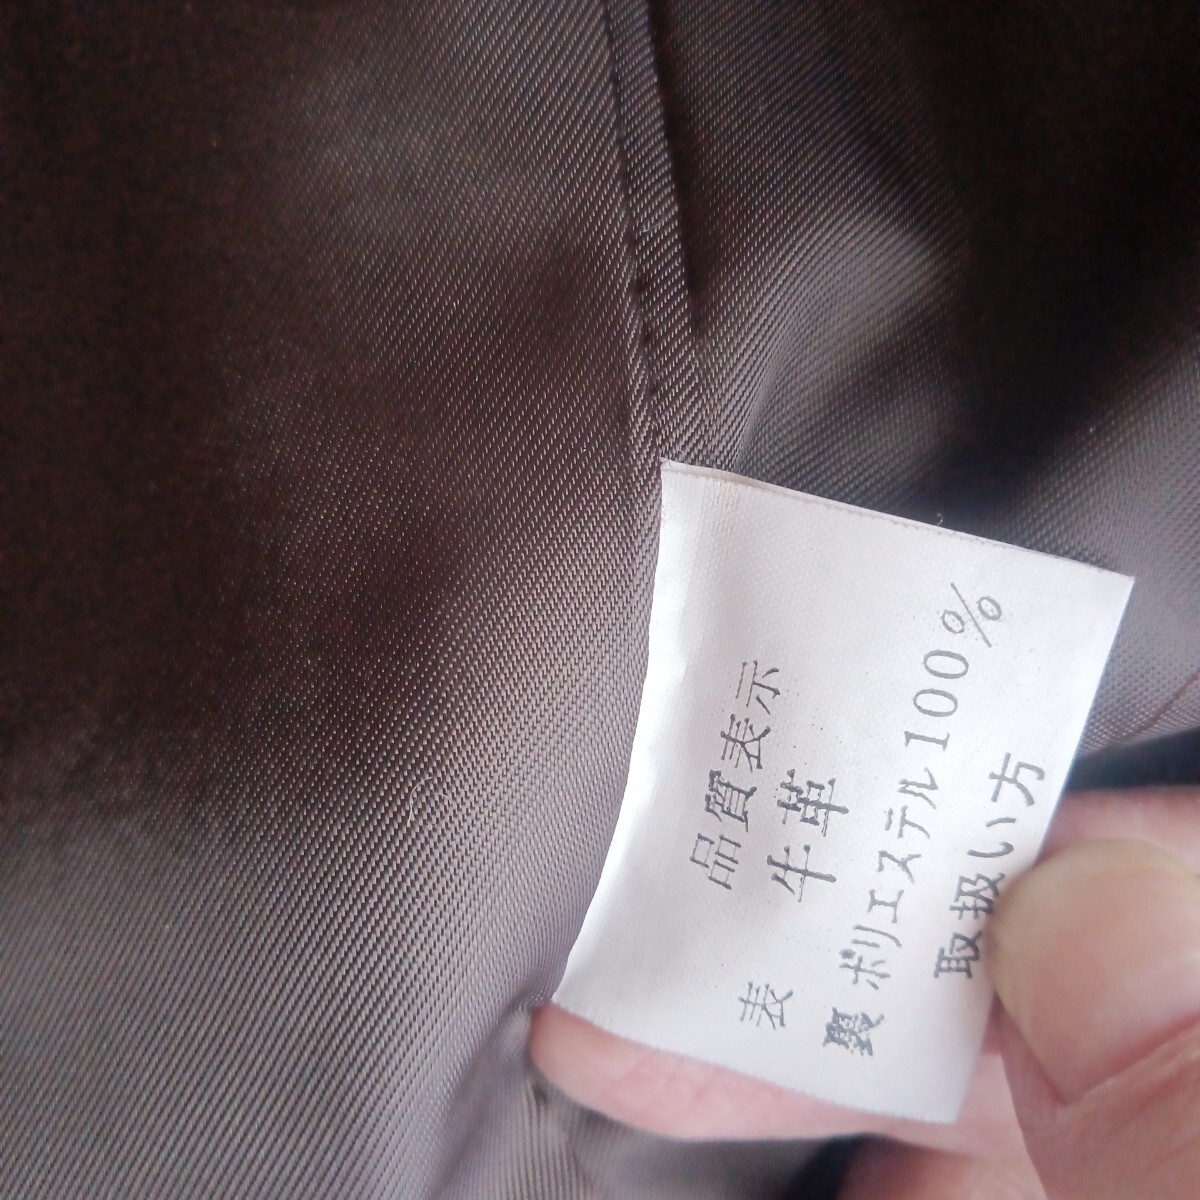 品質表示
表 牛革
裏 ポリエステル100%
取扱い方